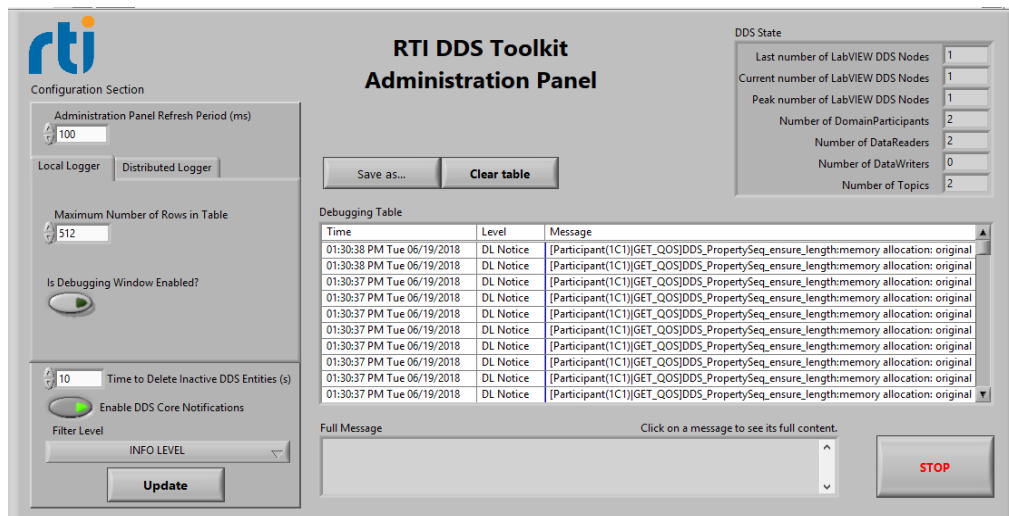 rti
RTI DDS Toolkit
Administration Panel
Configuration Section
Administration Panel Refresh Period (ms)
100
Local Logger
Distributed Logger
Maximum Number of Rows in Table
512
Is Debugging Window Enabled?
10 Time to Delete Inactive DDS Entities (s)
Enable DDS Core Notifications
Filter Level
INFO LEVEL
Update
DDS State
Last number of LabVIEW DDS Nodes 1
Current number of LabVIEW DDS Nodes 1
Peak number of LabVIEW DDS Nodes 1
Number of DomainParticipants 2
Number of DataReaders 2
Number of DataWriters 0
Number of Topics 2
Save as...
Clear table
Debugging Table
Time Level Message
01:30:38 PM Tue 06/19/2018 DL Notice [Participant(1C1)|GET_QOS]DDS_PropertySeq_ensure_length:memory allocation: original
01:30:38 PM Tue 06/19/2018 DL Notice [Participant(1C1)|GET_QOS]DDS_PropertySeq_ensure_length:memory allocation: original
01:30:37 PM Tue 06/19/2018 DL Notice [Participant(1C1)|GET_QOS]DDS_PropertySeq_ensure_length:memory allocation: original
01:30:37 PM Tue 06/19/2018 DL Notice [Participant(1C1)|GET_QOS]DDS_PropertySeq_ensure_length:memory allocation: original
01:30:37 PM Tue 06/19/2018 DL Notice [Participant(1C1)|GET_QOS]DDS_PropertySeq_ensure_length:memory allocation: original
01:30:37 PM Tue 06/19/2018 DL Notice [Participant(1C1)|GET_QOS]DDS_PropertySeq_ensure_length:memory allocation: original
01:30:37 PM Tue 06/19/2018 DL Notice [Participant(1C1)|GET_QOS]DDS_PropertySeq_ensure_length:memory allocation: original
01:30:37 PM Tue 06/19/2018 DL Notice [Participant(1C1)|GET_QOS]DDS_PropertySeq_ensure_length:memory allocation: original
01:30:37 PM Tue 06/19/2018 DL Notice [Participant(1C1)|GET_QOS]DDS_PropertySeq_ensure_length:memory allocation: original
01:30:37 PM Tue 06/19/2018 DL Notice [Participant(1C1)|GET_QOS]DDS_PropertySeq_ensure_length:memory allocation: original
Full Message
Click on a message to see its full content.
STOP